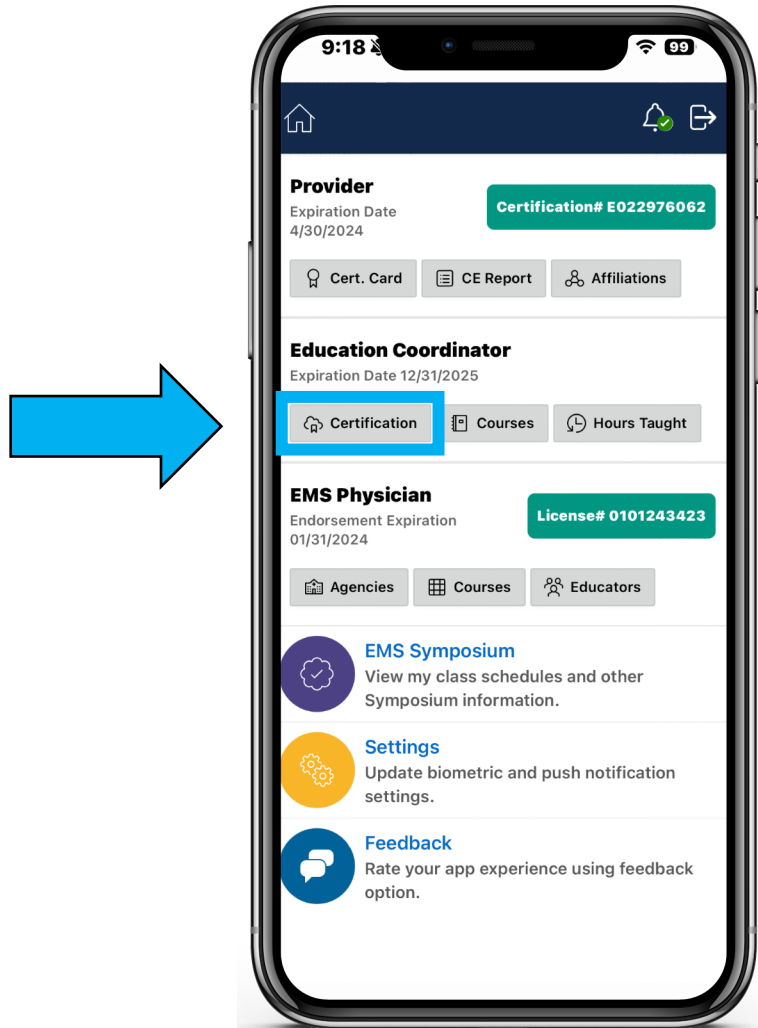 9:18
99
Provider
Expiration Date
4/30/2024
Certification# E022976062
Cert. Card
CE Report
Affiliations
Education Coordinator
Expiration Date 12/31/2025
Certification
Courses
Hours Taught
EMS Physician
Endorsement Expiration
01/31/2024
License# 0101243423
Agencies
Courses
Educators
EMS Symposium
View my class schedules and other
Symposium information.
Settings
Update biometric and push notification
settings.
Feedback
Rate your app experience using feedback
option.